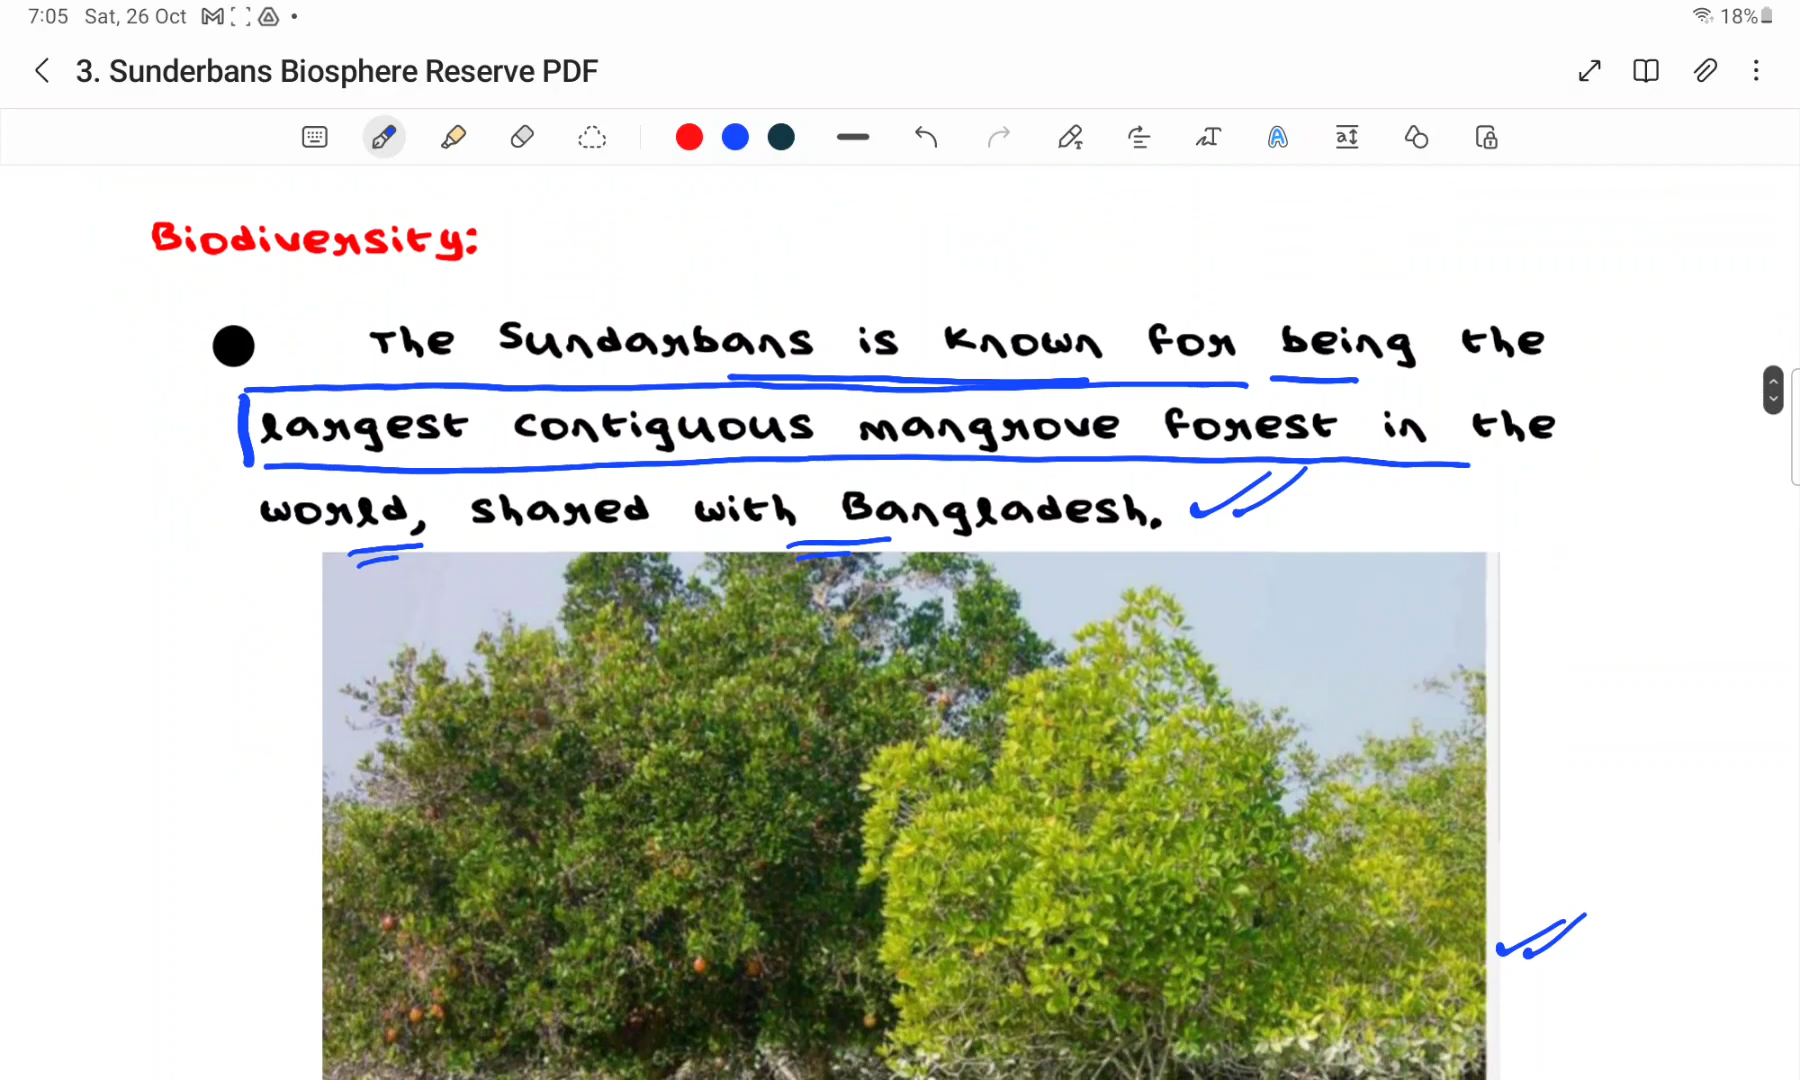 7:05 Sat, 26 Oct
18%
3. Sunderbans Biosphere Reserve PDF
Biodiversity:
The Sundarbans is known for being the
largest contiguous mangrove forest in the
world, shared with Bangladesh.